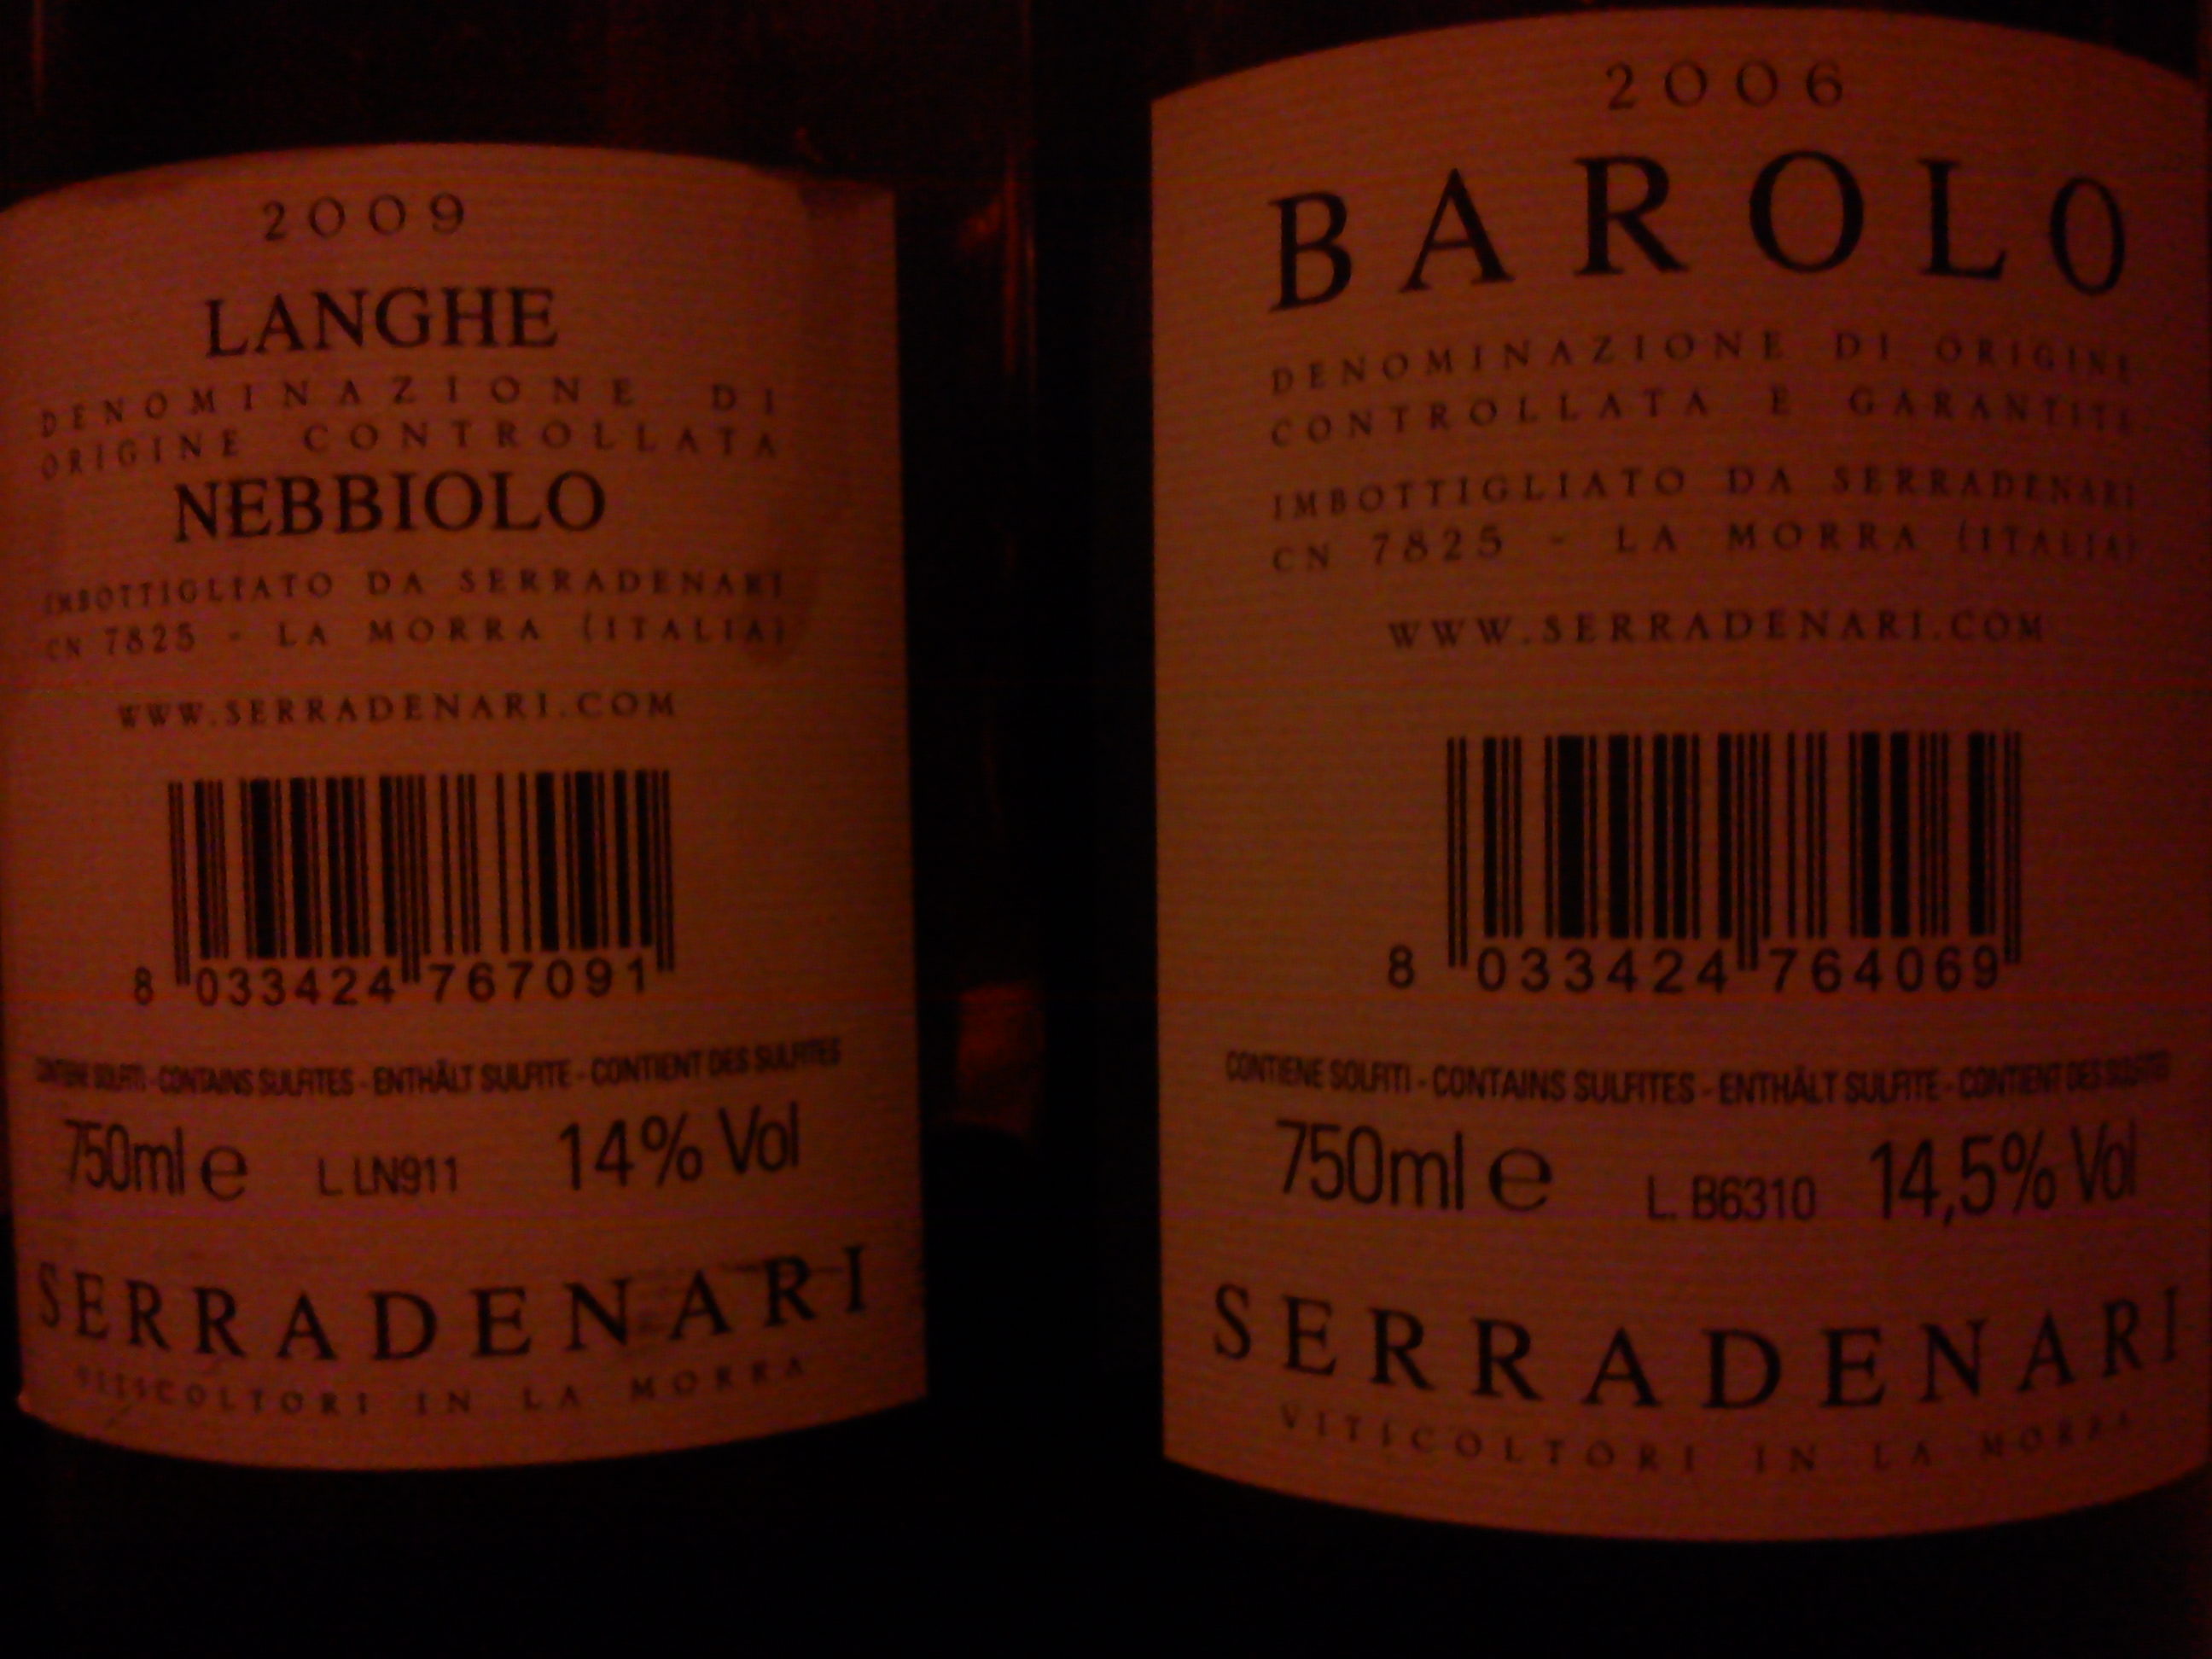 2009
LANGHE
DENOMINAZIONE DI
ORIGINE CONTROLLATA
NEBBIOLO
IMBOTTIGLIATO DA SERRADENARI
CN 7825 - LA MORRA (ITALIA)
WWW.SERRADENARI.COM
8 033424 767091
CONTIENE SOLFITI - CONTAINS SULFITES - ENTHÄLT SULFITE - CONTIENT DES SULFITES
750ml e L LN911 14% Vol
SERRADENARI
VITICOLTORI IN LA MORRA
2006
BAROLO
DENOMINAZIONE DI ORIGINE
CONTROLLATA E GARANTITE
IMBOTTIGLIATO DA SERRADENARI
CN 7825 - LA MORRA (ITALIA)
WWW.SERRADENARI.COM
8 033424 764069
CONTIENE SOLFITI - CONTAINS SULFITES - ENTHÄLT SULFITE - CONTIENT DES SULFITES
750ml e L. B6310 14,5% Vol
SERRADENARI
VITICOLTORI IN LA MORRA